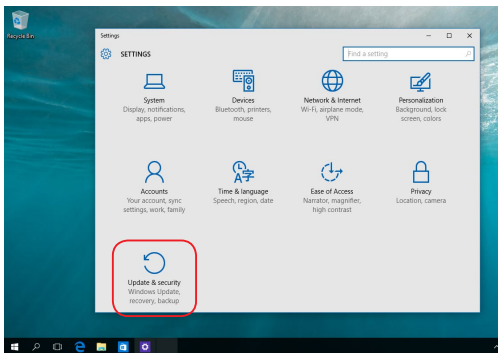 Recycle Bin
Settings
SETTINGS
Find a setting
System
Display, notifications,
apps, power
Devices
Bluetooth, printers,
mouse
Network & Internet
Wi-Fi, airplane mode,
VPN
Personalization
Background, lock
screen, colors
Accounts
Your account, sync
settings, work, family
Time & language
Speech, region, date
Ease of Access
Narrator, magnifier,
high contrast
Privacy
Location, camera
Update & security
Windows Update,
recovery, backup